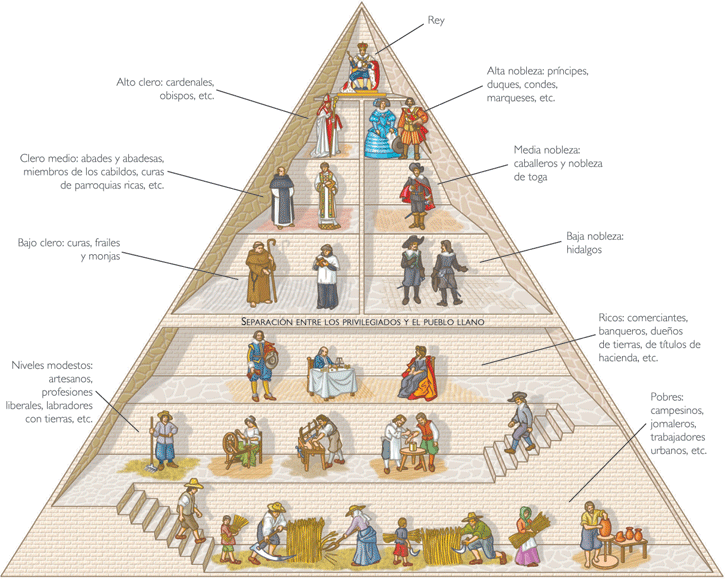 Rey
Alto clero: cardenales,
obispos, etc.
Alta nobleza: príncipes,
duques, condes,
marqueses, etc.
Clero medio: abades y abadesas,
miembros de los cabildos, curas
de parroquias ricas, etc.
Media nobleza:
caballeros y nobleza
de toga
Bajo clero: curas, frailes
y monjas
Baja nobleza:
hidalgos
SEPARACIÓN ENTRE LOS PRIVILEGIADOS Y EL PUEBLO LLANO
Ricos: comerciantes,
banqueros, dueños
de tierras, de títulos de
hacienda, etc.
Niveles modestos:
artesanos,
profesiones
liberales, labradores
con tierras, etc.
Pobres:
campesinos,
jornaleros,
trabajadores
urbanos, etc.